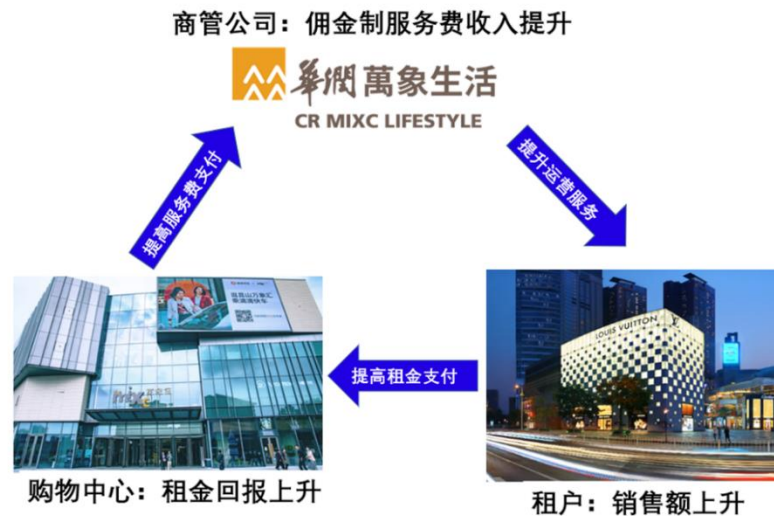 商管公司：佣金制服务费收入提升
華潤萬象生活
CR MIXC LIFESTYLE
提高服务费支付
提升运营服务
LOUIS VUITTON
提高租金支付
购物中心：租金回报上升
租户：销售额上升